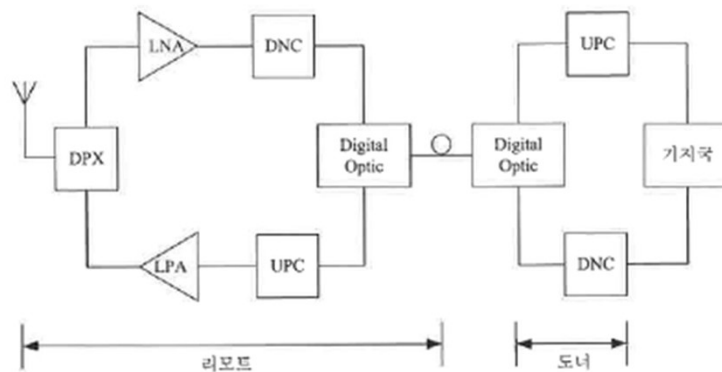 LNA
DNC
UPC
DPX
Digital
Optic
Digital
Optic
기지국
LPA
UPC
DNC
리모트
도너